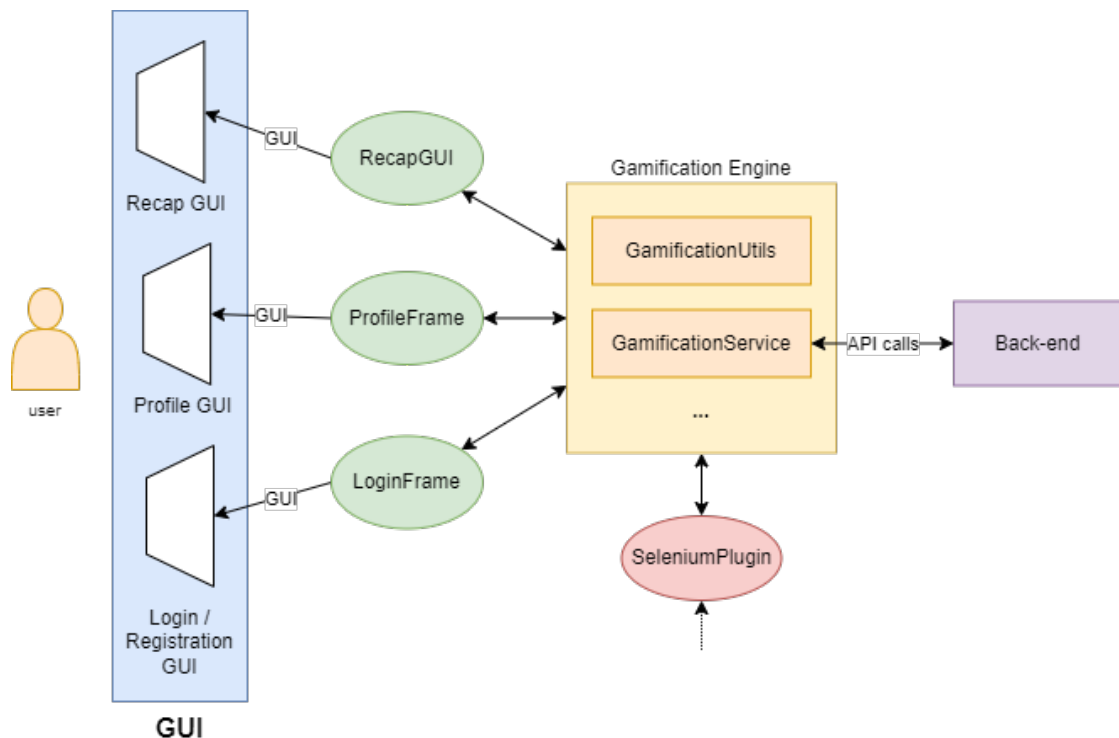 GUI
RecapGUI
Gamification Engine
Recap GUI
GamificationUtils
GUI
ProfileFrame
GamificationService
API calls
Back-end
user
Profile GUI
...
GUI
LoginFrame
SeleniumPlugin
Login /
Registration
GUI
GUI